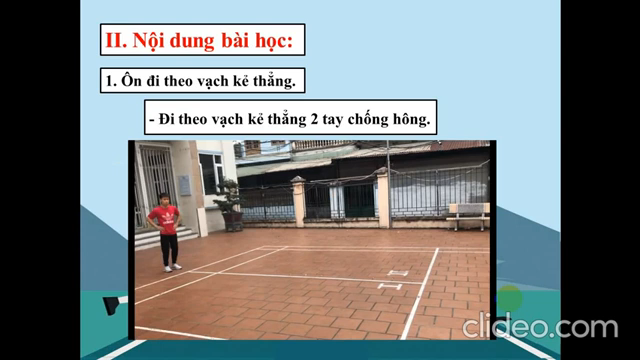 II. Nội dung bài học:
1. Ôn đi theo vạch kẻ thẳng.
- Đi theo vạch kẻ thẳng 2 tay chống hông.
clideo.com